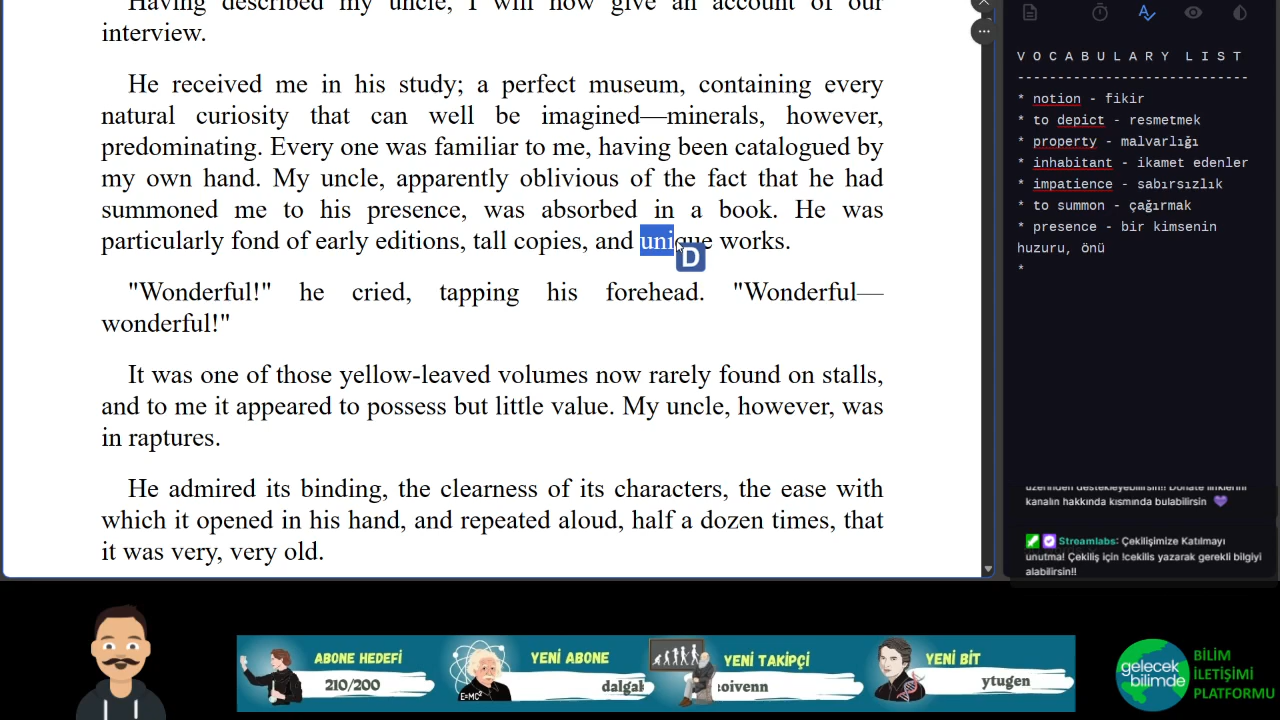 Having described my uncle, I will now give an account of our
interview.
He received me in his study; a perfect museum, containing every
natural curiosity that can well be imagined—minerals, however,
predominating. Every one was familiar to me, having been catalogued by
my own hand. My uncle, apparently oblivious of the fact that he had
summoned me to his presence, was absorbed in a book. He was
particularly fond of early editions, tall copies, and unique works.
D
"Wonderful!" he cried, tapping his forehead. "Wonderful—
wonderful!"
It was one of those yellow-leaved volumes now rarely found on stalls,
and to me it appeared to possess but little value. My uncle, however, was
in raptures.
He admired its binding, the clearness of its characters, the ease with
which it opened in his hand, and repeated aloud, half a dozen times, that
it was very, very old.
VOCABULARY LIST
----------------------------
* notion - fikir
* to depict - resmetmek
* property - malvarlığı
* inhabitant - ikamet edenler
* impatience - sabırsızlık
* to summon - çağırmak
* presence - bir kimsenin
huzuru, önü
*
üzerinden destekleyebilirsin!! Donate linklerini
kanalın hakkında kısmında bulabilirsin
Streamlabs: Çekilişimize Katılmayı
unutma! Çekiliş için !cekilis yazarak gerekli bilgiyi
alabilirsin!!
ABONE HEDEFİ
210/200
E=MC²
YENİ ABONE
dalgal
YENİ TAKİPÇİ
oivenn
YENİ BİT
ytugen
gelecek
bilimde
BİLİM
İLETİŞİMİ
PLATFORMU